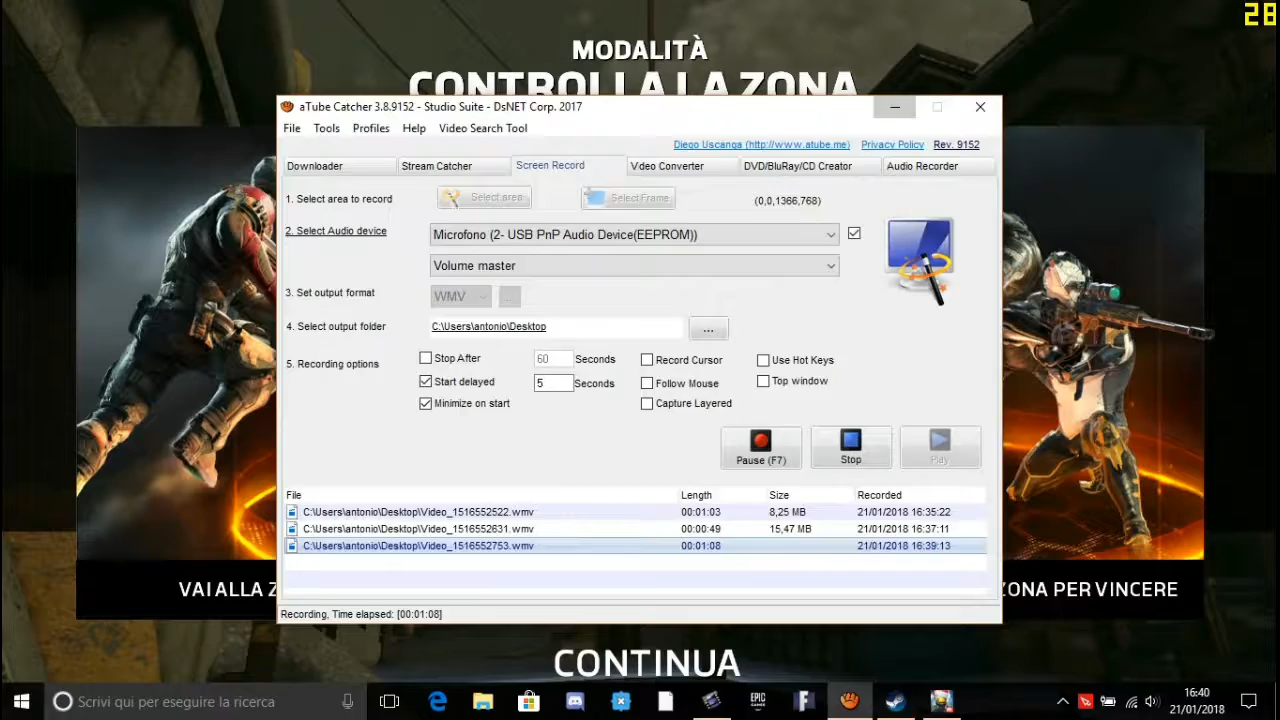 28
MODALITÀ
CONTROLLA LA ZONA
aTube Catcher 3.8.9152 - Studio Suite - DsNET Corp. 2017
File Tools Profiles Help Video Search Tool
Diego Uscanga (http://www.atube.me) Privacy Policy Rev. 9152
Downloader Stream Catcher Screen Record Video Converter DVD/BluRay/CD Creator Audio Recorder
1. Select area to record Select area Select Frame (0,0,1366,768)
2. Select Audio device Microfono (2- USB PnP Audio Device(EEPROM))
Volume master
3. Set output format WMV ...
4. Select output folder C:\Users\antonio\Desktop ...
5. Recording options Stop After 60 Seconds Record Cursor Use Hot Keys
Start delayed 5 Seconds Follow Mouse Top window
Minimize on start Capture Layered
Pause (F7) Stop Play
File Length Size Recorded
C:\Users\antonio\Desktop\Video_1516552522.wmv 00:01:03 8,25 MB 21/01/2018 16:35:22
C:\Users\antonio\Desktop\Video_1516552631.wmv 00:00:49 15,47 MB 21/01/2018 16:37:11
C:\Users\antonio\Desktop\Video_1516552753.wmv 00:01:08 21/01/2018 16:39:13
VAI ALLA Z ONA PER VINCERE
Recording, Time elapsed: [00:01:08]
CONTINUA
Scrivi qui per eseguire la ricerca
EPIC GAMES
16:40
21/01/2018